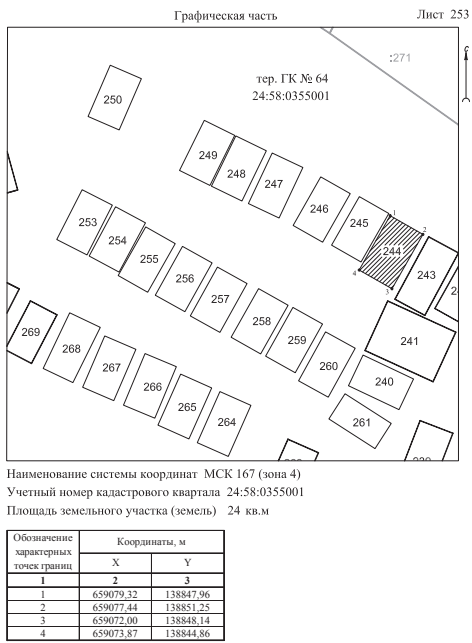 Графическая часть
Лист 253
:271
тер. ГК № 64
24:58:0355001
с
250
249
248
247
246
245
1
2
244
4
3
243
253
254
255
256
257
258
259
260
241
240
261
269
268
267
266
265
264
Наименование системы координат МСК 167 (зона 4)
Учетный номер кадастрового квартала 24:58:0355001
Площадь земельного участка (земель) 24 кв.м
Обозначение характерных точек границ
Координаты, м
X Y
1 2 3
1 659079,32 138847,96
2 659077,44 138851,25
3 659072,00 138848,14
4 659073,87 138844,86